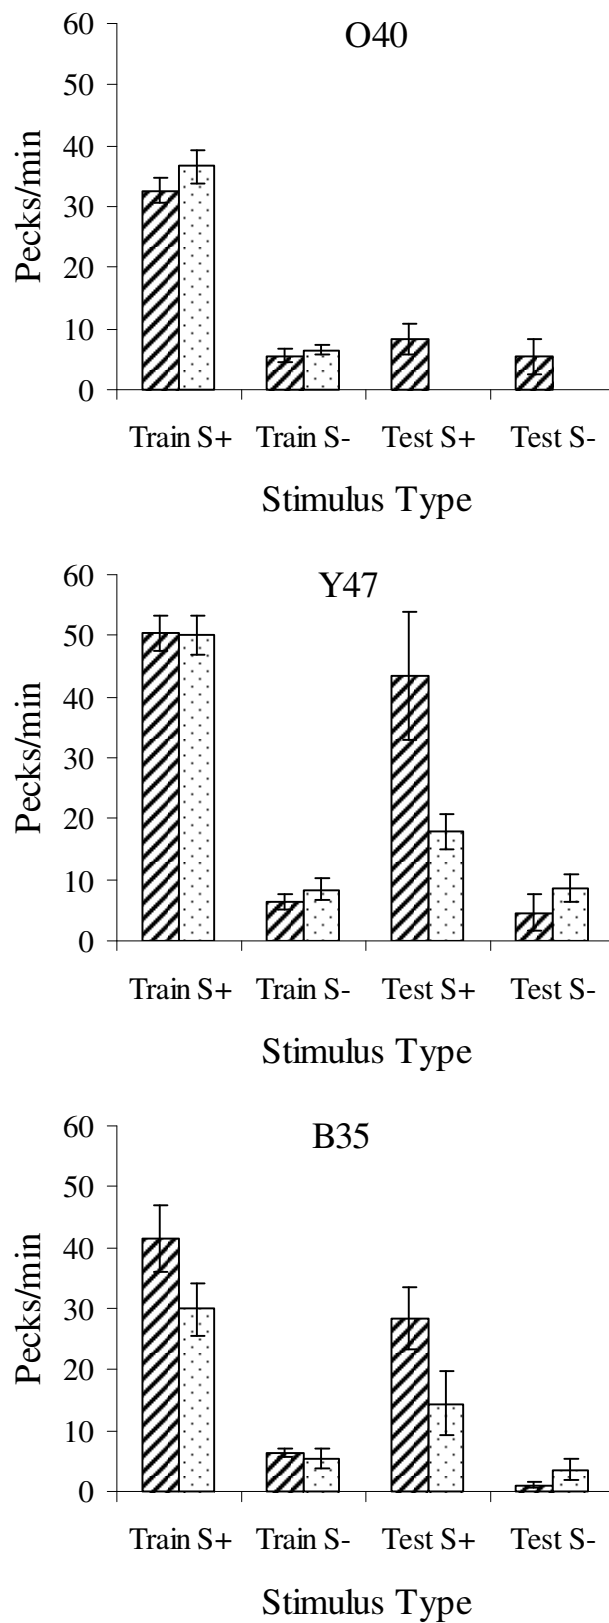 O40
60
50
40
30
20
10
0
Pecks/min
Train S+ Train S- Test S+ Test S-
Stimulus Type
Y47
60
50
40
30
20
10
0
Pecks/min
Train S+ Train S- Test S+ Test S-
Stimulus Type
B35
60
50
40
30
20
10
0
Pecks/min
Train S+ Train S- Test S+ Test S-
Stimulus Type